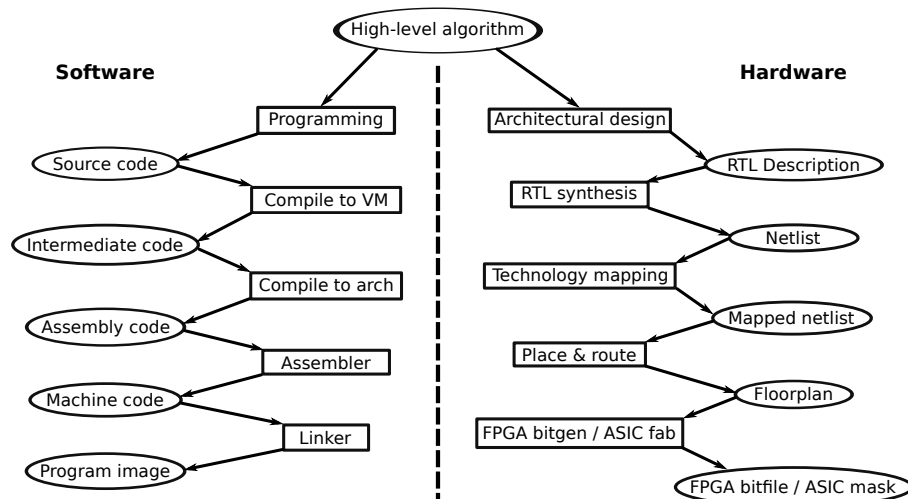 High-level algorithm
Software
Hardware
Programming
Architectural design
Source code
RTL Description
Compile to VM
RTL synthesis
Intermediate code
Netlist
Compile to arch
Technology mapping
Assembly code
Mapped netlist
Assembler
Place & route
Machine code
Floorplan
Linker
FPGA bitgen / ASIC fab
Program image
FPGA bitfile / ASIC mask